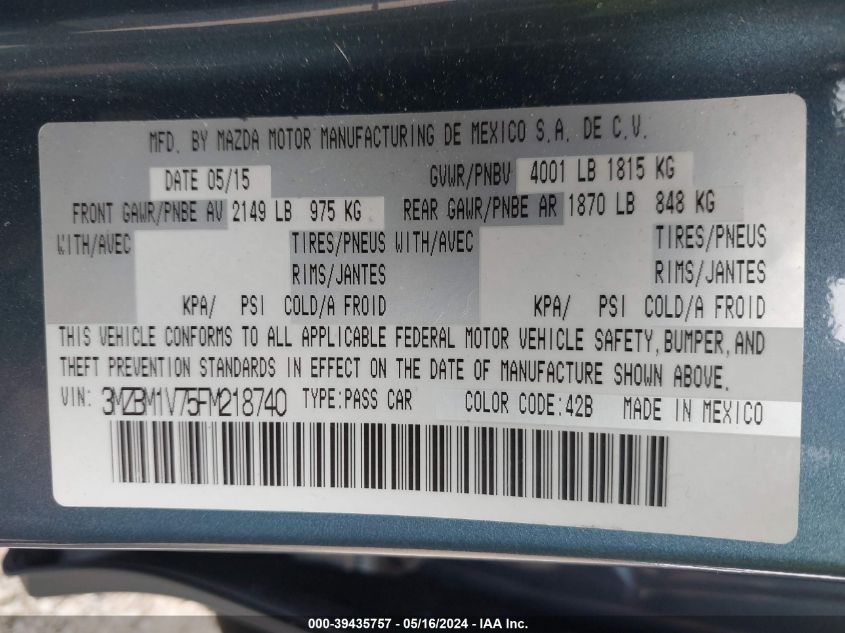 MFD. BY MAZDA MOTOR MANUFACTURING DE MEXICO S.A. DE C.V.
DATE 05/15 GVWR/PNBV 4001 LB 1815 KG
FRONT GAWR/PNBE AV 2149 LB 975 KG REAR GAWR/PNBE AR 1870 LB 848 KG
WITH/AVEC TIRES/PNEUS WITH/AVEC TIRES/PNEUS
RIMS/JANTES RIMS/JANTES
KPA/ PSI COLD/A FROID KPA/ PSI COLD/A FROID
THIS VEHICLE CONFORMS TO ALL APPLICABLE FEDERAL MOTOR VEHICLE SAFETY, BUMPER, AND
THEFT PREVENTION STANDARDS IN EFFECT ON THE DATE OF MANUFACTURE SHOWN ABOVE.
VIN: 3MZBM1V75FM218740 TYPE:PASS CAR COLOR CODE:42B MADE IN MEXICO
000-39435757 - 05/16/2024 - IAA Inc.